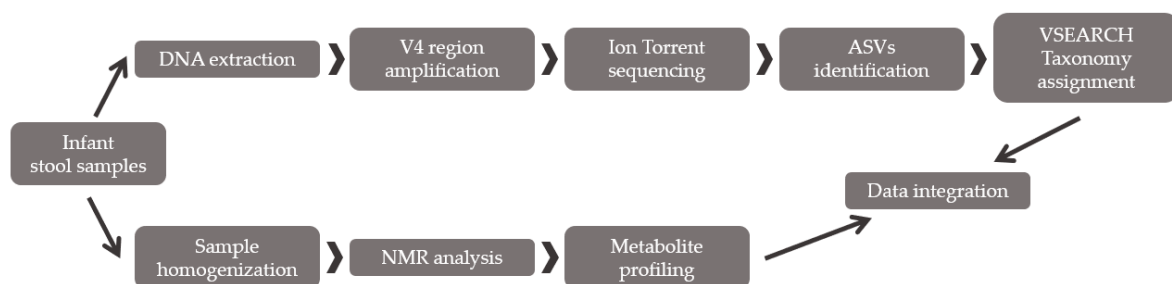 DNA extraction
V4 region
amplification
Ion Torrent
sequencing
ASVs
identification
VSEARCH
Taxonomy
assignment
Infant
stool samples
Data integration
Sample
homogenization
NMR analysis
Metabolite
profiling